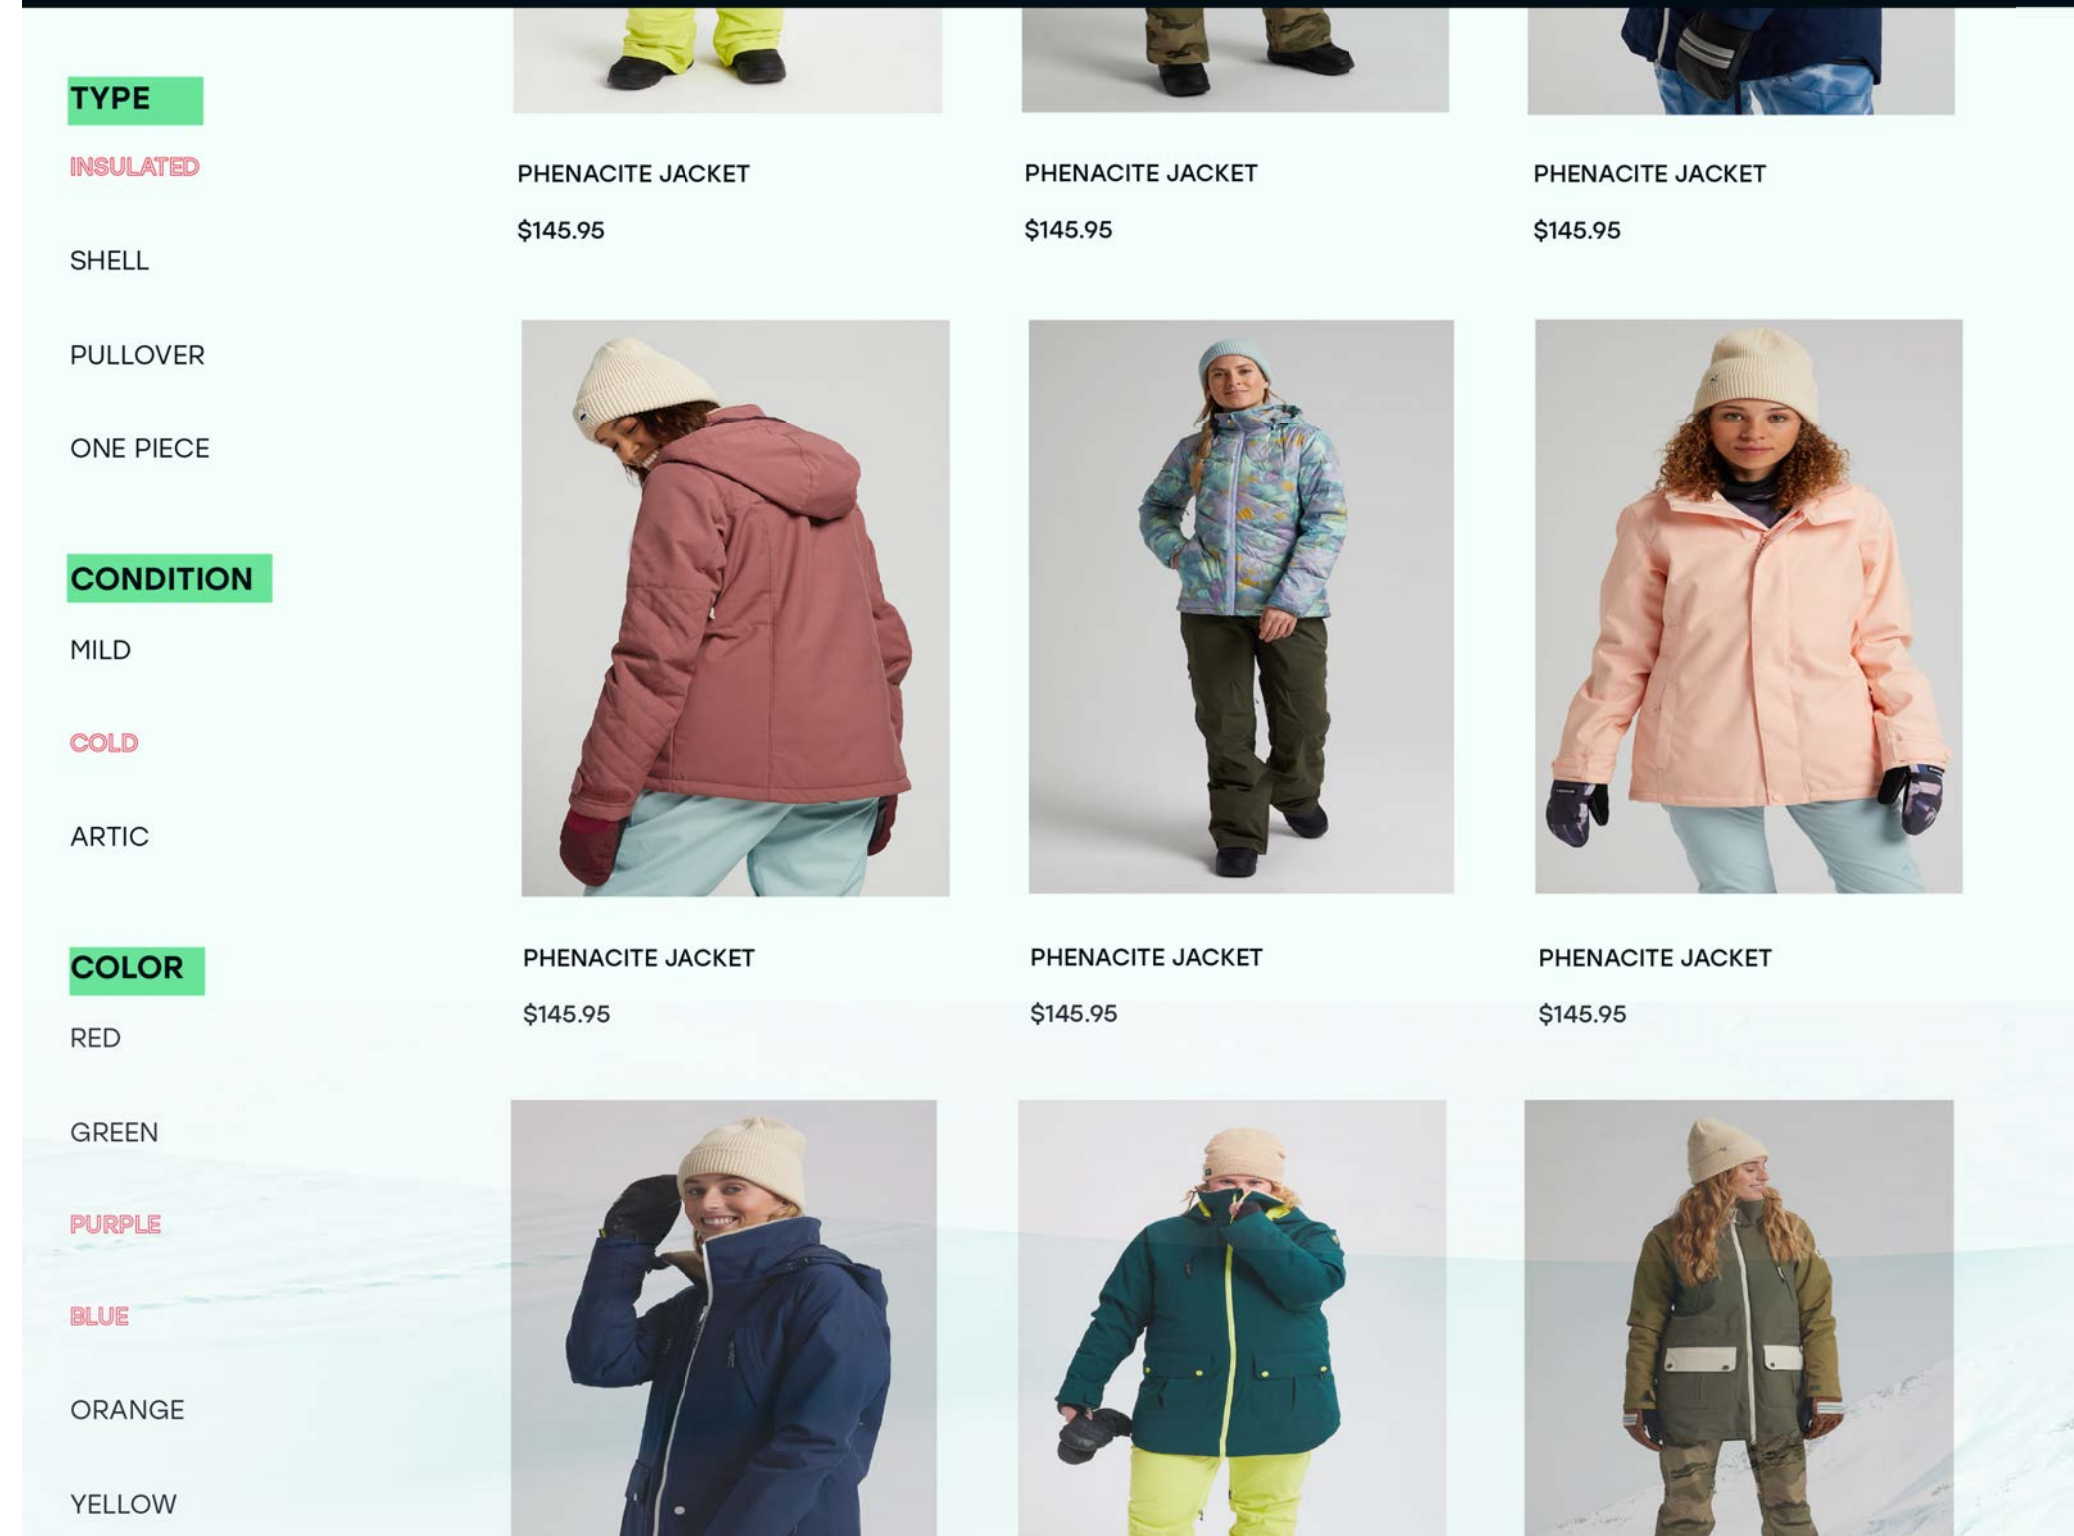 TYPE
INSULATED
SHELL
PULLOVER
ONE PIECE
CONDITION
MILD
COLD
ARTIC
COLOR
RED
GREEN
PURPLE
BLUE
ORANGE
YELLOW
PHENACITE JACKET
$145.95
PHENACITE JACKET
$145.95
PHENACITE JACKET
$145.95
PHENACITE JACKET
$145.95
PHENACITE JACKET
$145.95
PHENACITE JACKET
$145.95